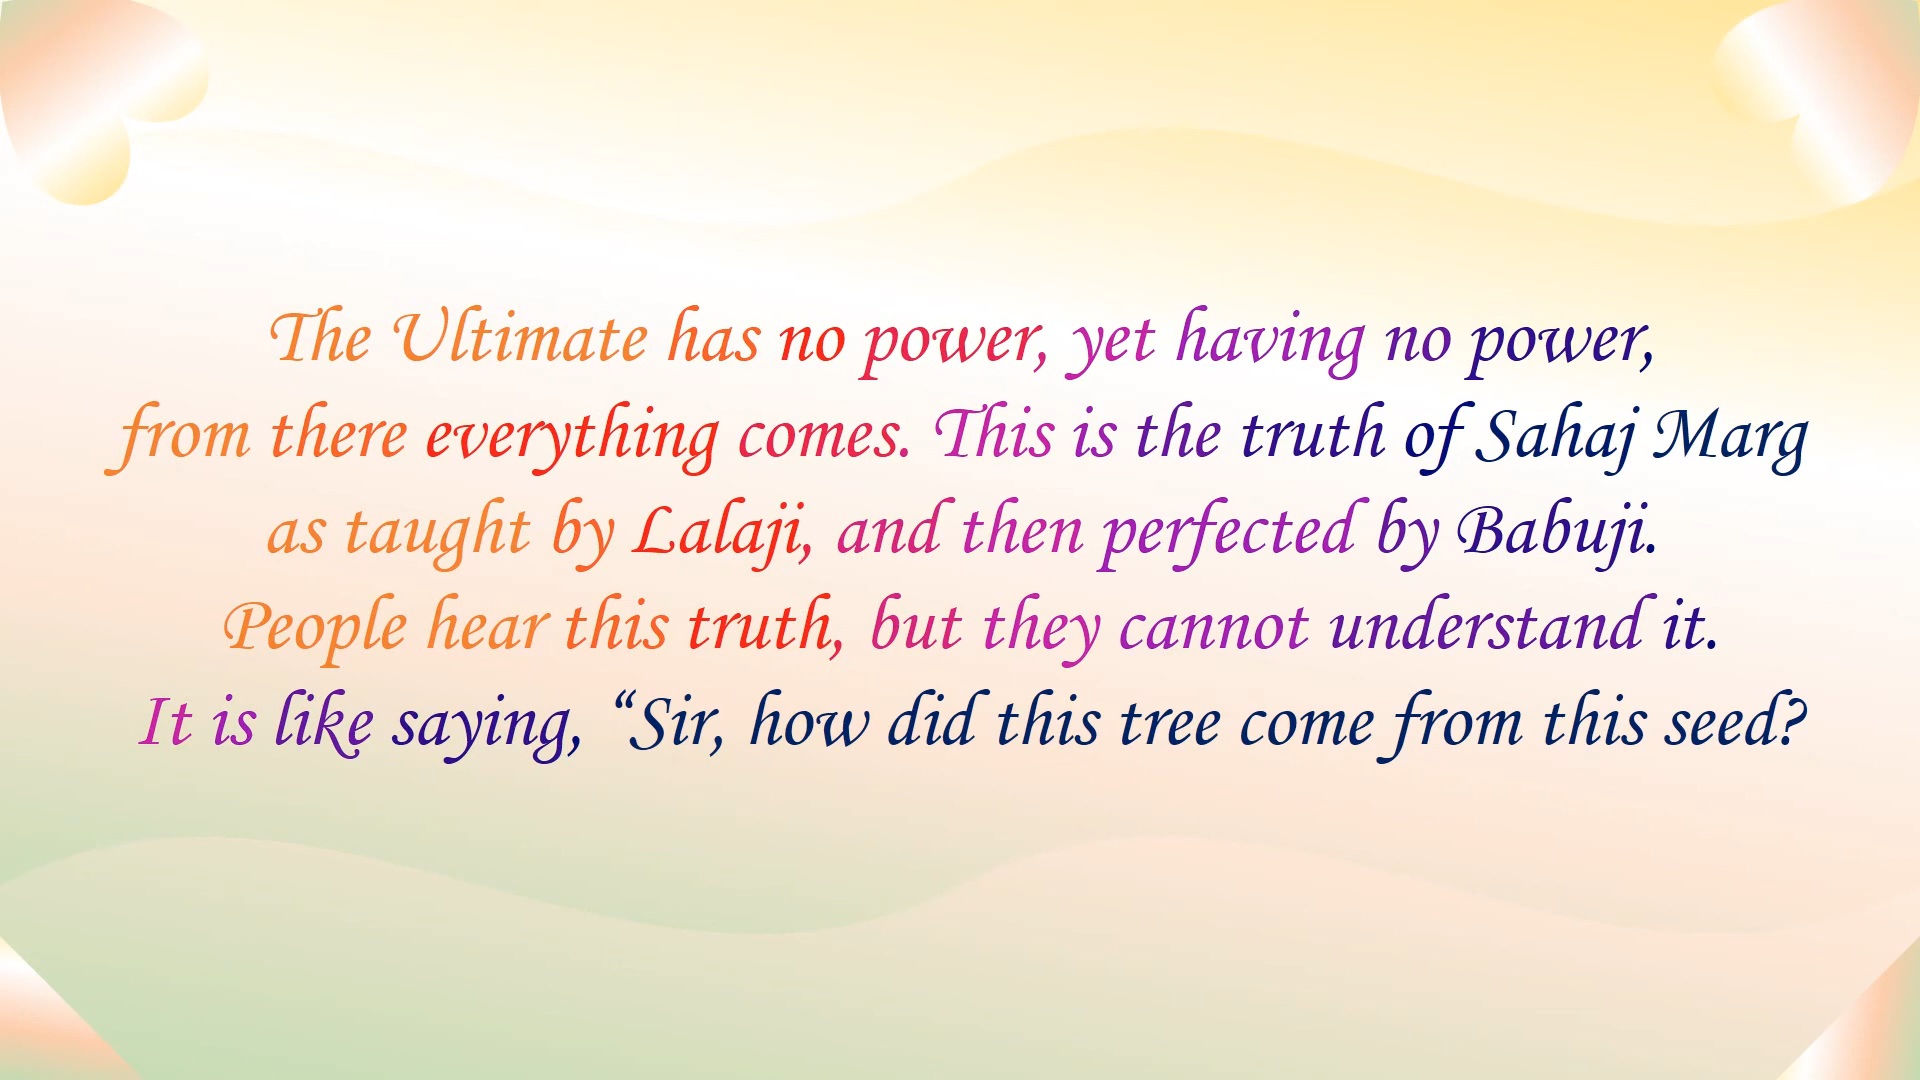 The Ultimate has no power, yet having no power,
from there everything comes. This is the truth of Sahaj Marg
as taught by Lalaji, and then perfected by Babuji.
People hear this truth, but they cannot understand it.
It is like saying, “Sir, how did this tree come from this seed?